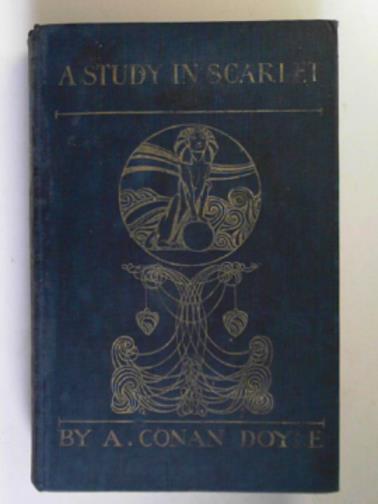 A STUDY IN SCARLET
BY A. CONAN DOYLE